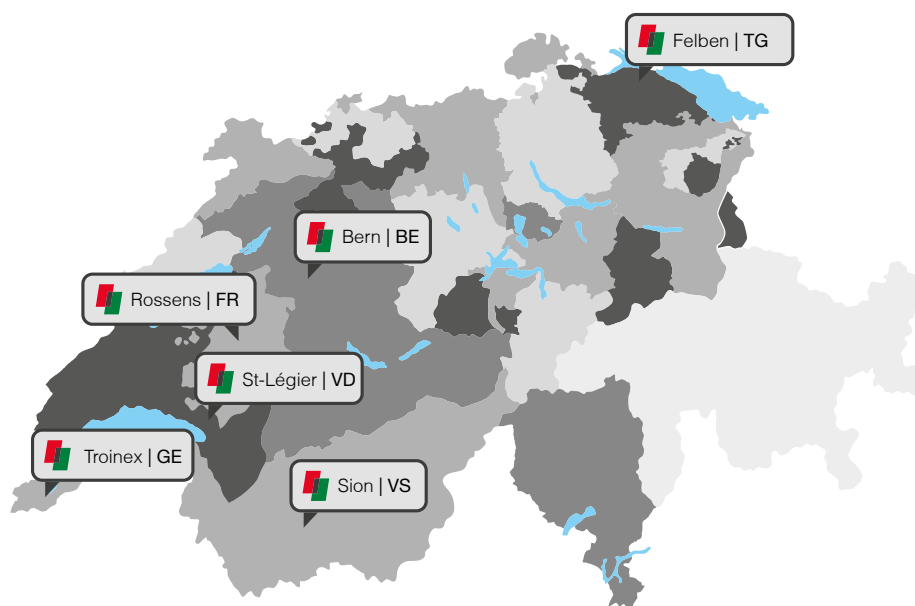 Felben | TG
Bern | BE
Rossens | FR
St-Légier | VD
Troinex | GE
Sion | VS